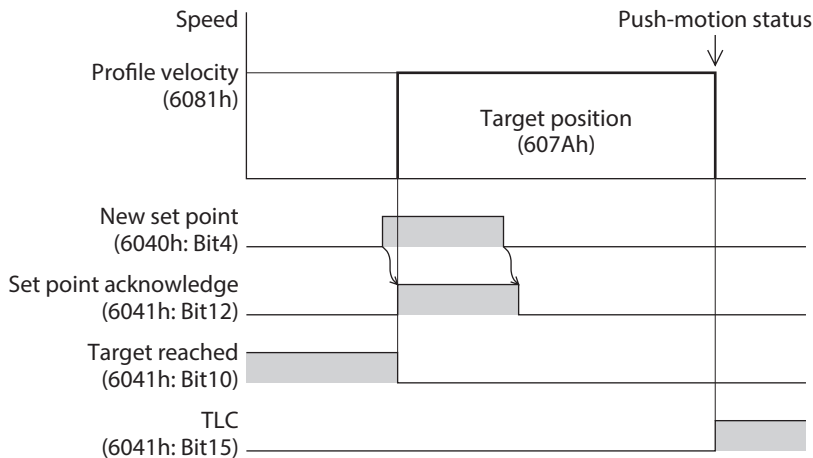 Speed
Push-motion status
Profile velocity
(6081h)
Target position
(607Ah)
New set point
(6040h: Bit4)
Set point acknowledge
(6041h: Bit12)
Target reached
(6041h: Bit10)
TLC
(6041h: Bit15)